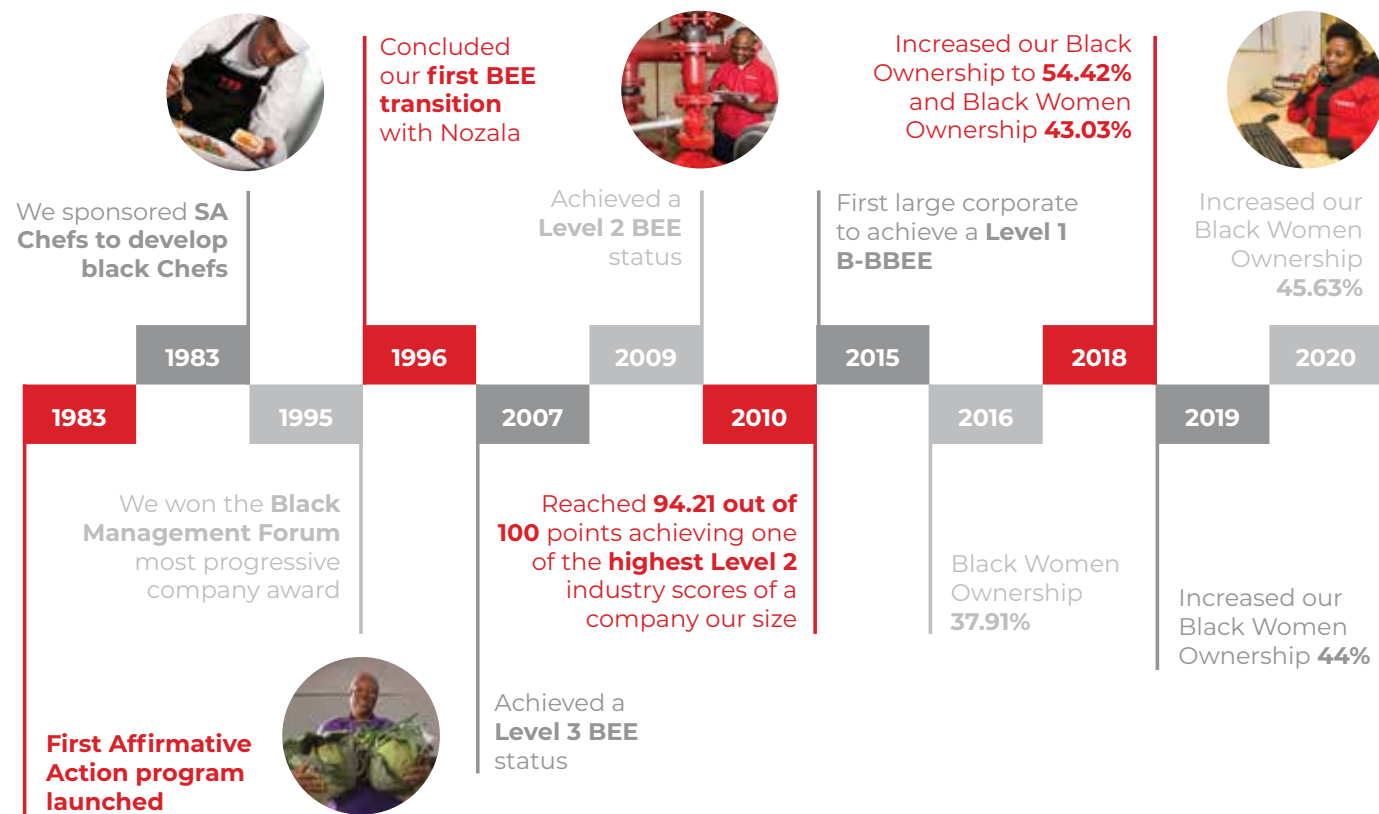 Concluded
our first BEE
transition
with Nozala
Increased our Black
Ownership to 54.42%
and Black Women
Ownership 43.03%
We sponsored SA
Chefs to develop
black Chefs
Achieved a
Level 2 BEE
status
First large corporate
to achieve a Level 1
B-BBEE
Increased our
Black Women
Ownership
45.63%
1983
1996
2009
2015
2018
2020
1983
1995
2007
2010
2016
2019
We won the Black
Management Forum
most progressive
company award
Reached 94.21 out of
100 points achieving one
of the highest Level 2
industry scores of a
company our size
Black Women
Ownership
37.91%
Increased our
Black Women
Ownership 44%
Achieved a
Level 3 BEE
status
First Affirmative
Action program
launched